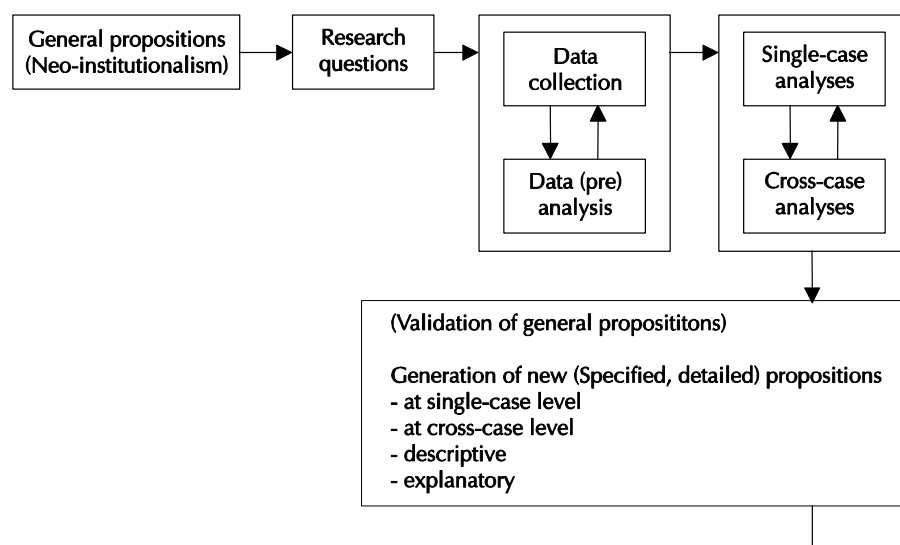 General propositions
(Neo-institutionalism)
Research
questions
Data
collection
Data (pre)
analysis
Single-case
analyses
Cross-case
analyses
(Validation of general proposititons)
Generation of new (Specified, detailed) propositions
- at single-case level
- at cross-case level
- descriptive
- explanatory